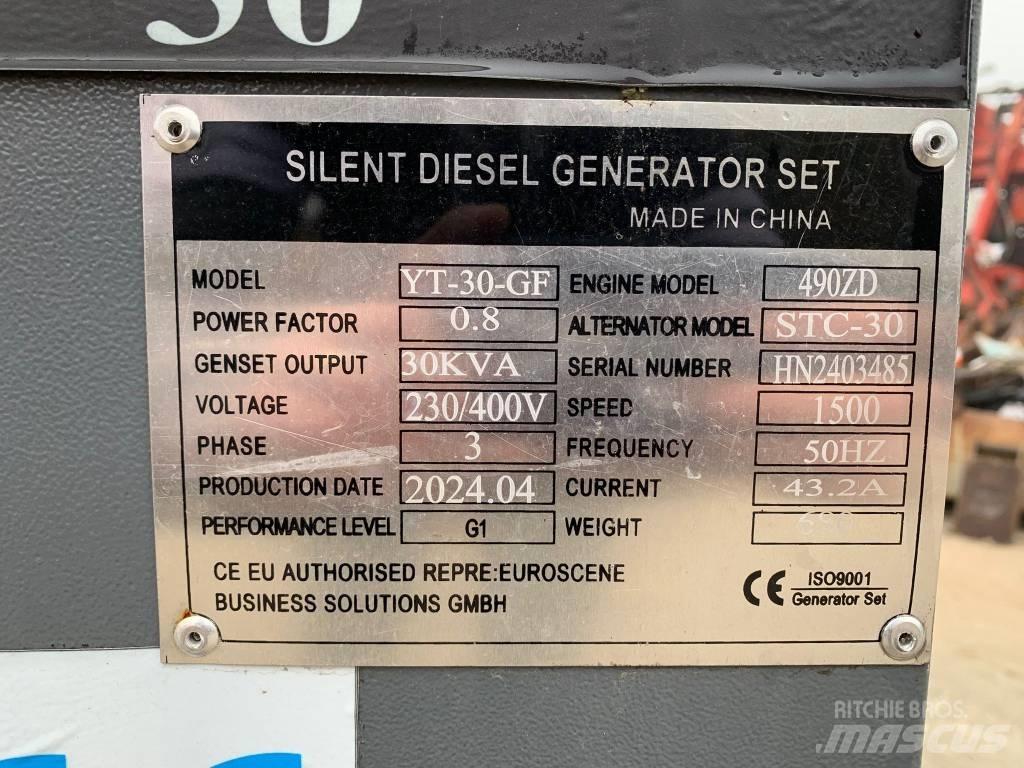 30
SILENT DIESEL GENERATOR SET
MADE IN CHINA
MODEL YT-30-GF ENGINE MODEL 490ZD
POWER FACTOR 0.8 ALTERNATOR MODEL STC-30
GENSET OUTPUT 30KVA SERIAL NUMBER HN2403485
VOLTAGE 230/400V SPEED 1500
PHASE 3 FREQUENCY 50HZ
PRODUCTION DATE 2024.04 CURRENT 43.2A
PERFORMANCE LEVEL G1 WEIGHT
CE EU AUTHORISED REPRE:EUROSCENE
BUSINESS SOLUTIONS GMBH
CE ISO9001
Generator Set
RITCHIE BROS.
MASCUS